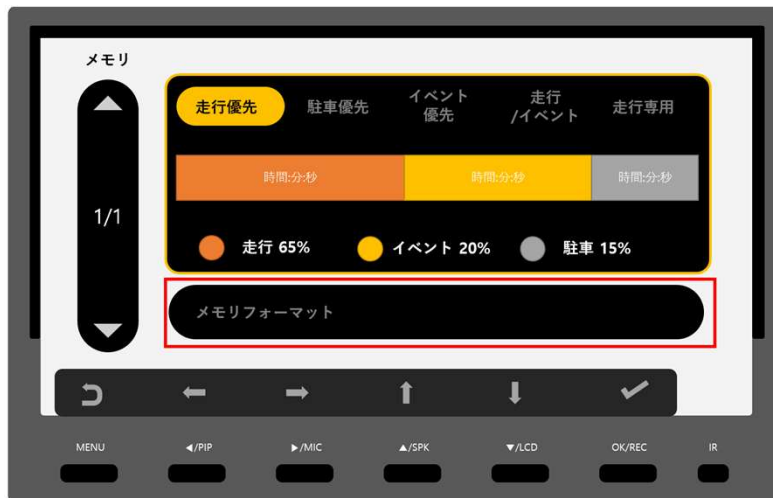 メモリ
走行優先
駐車優先
イベント
優先
走行
/イベント
走行専用
時間:分:秒
時間:分:秒
時間:分:秒
1/1
走行 65%
イベント 20%
駐車 15%
メモリフォーマット
MENU
◀/PIP
▶/MIC
▲/SPK
▼/LCD
OK/REC
IR